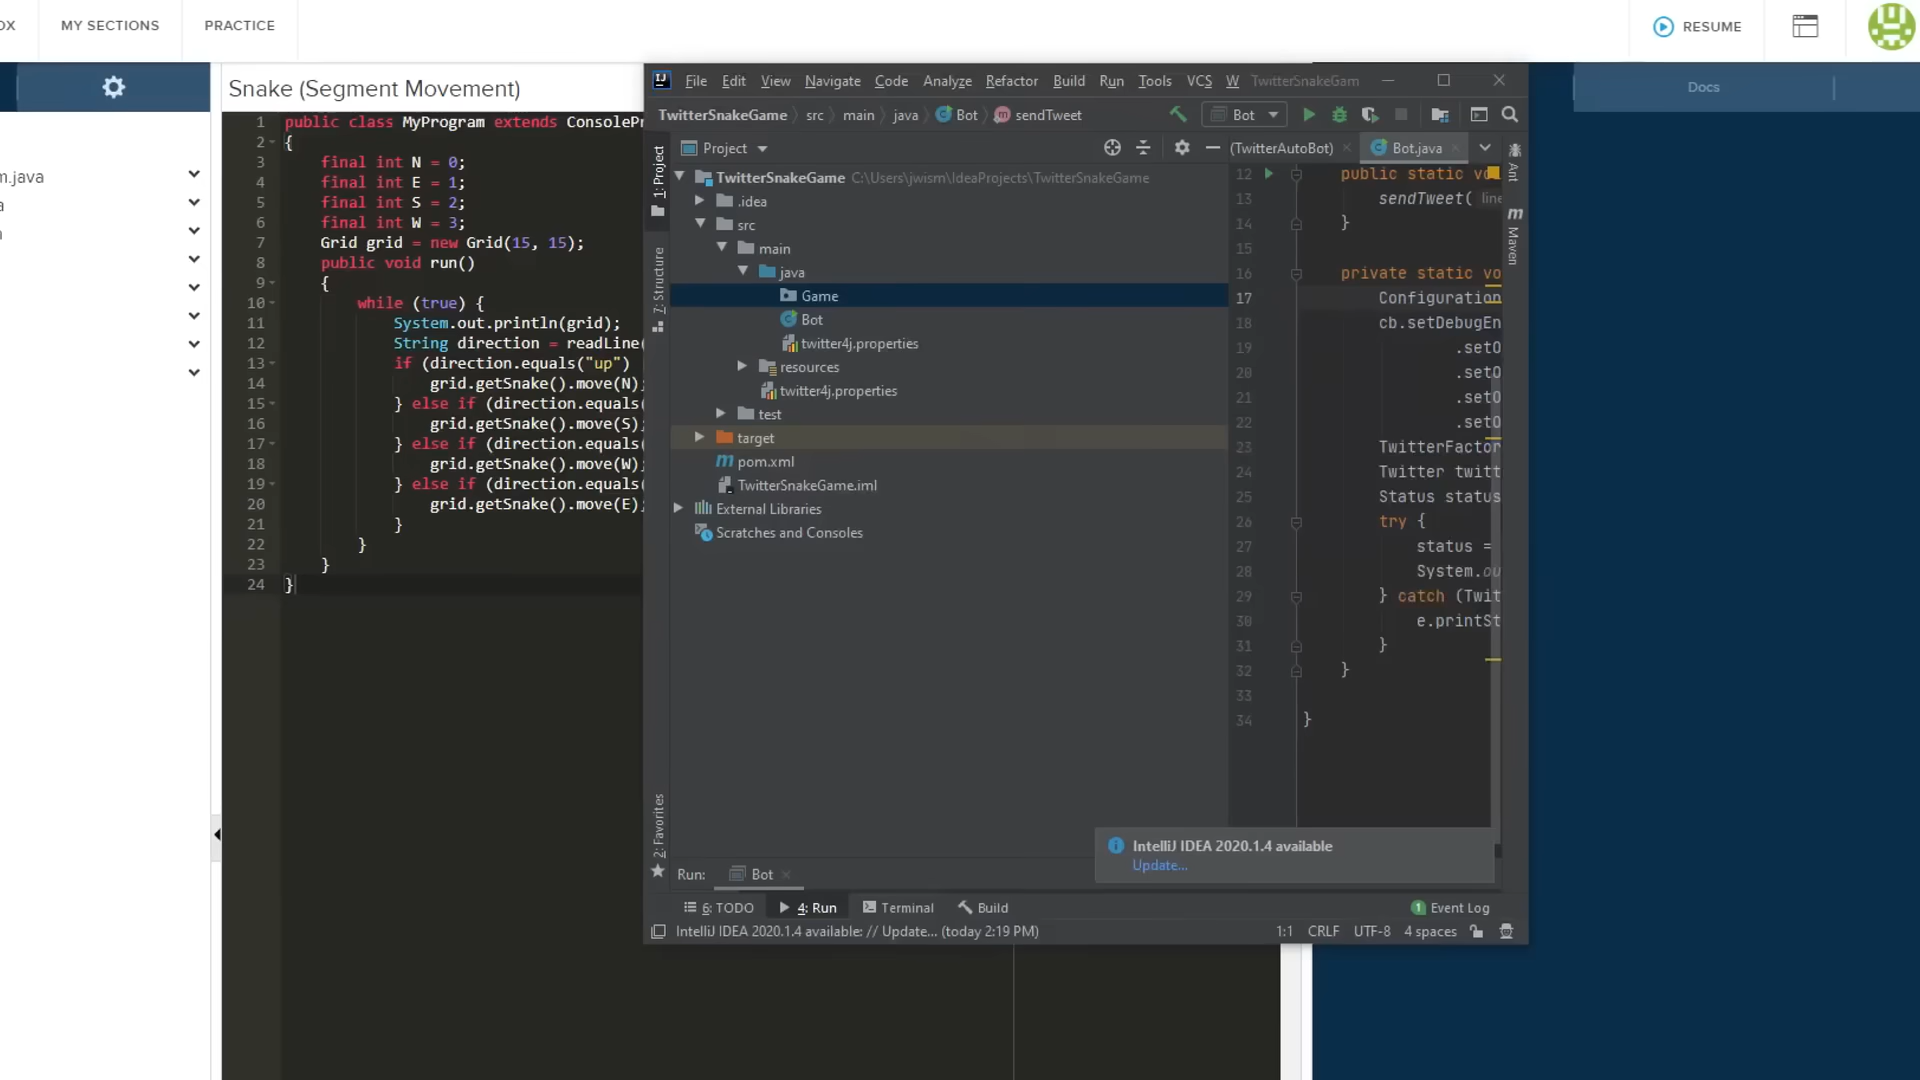 OX
MY SECTIONS
PRACTICE
RESUME
Docs
m.java
Snake (Segment Movement)
1 public class MyProgram extends ConsolePr
2 {
3 final int N = 0;
4 final int E = 1;
5 final int S = 2;
6 final int W = 3;
7 Grid grid = new Grid(15, 15);
8 public void run()
9 {
10 while (true) {
11 System.out.println(grid);
12 String direction = readLine(
13 if (direction.equals("up")
14 grid.getSnake().move(N);
15 } else if (direction.equals(
16 grid.getSnake().move(S);
17 } else if (direction.equals(
18 grid.getSnake().move(W);
19 } else if (direction.equals(
20 grid.getSnake().move(E);
21 }
22 }
23 }
24 }
File Edit View Navigate Code Analyze Refactor Build Run Tools VCS W TwitterSnakeGam
TwitterSnakeGame src main java Bot sendTweet
Bot
Project
(TwitterAutoBot)
Bot.java
1: Project
7: Structure
2: Favorites
Ant
Maven
TwitterSnakeGame C:\Users\jwism\IdeaProjects\TwitterSnakeGame
.idea
src
main
java
Game
Bot
twitter4j.properties
resources
twitter4j.properties
test
target
pom.xml
TwitterSnakeGame.iml
External Libraries
Scratches and Consoles
12 public static vo
13 sendTweet( line
14 }
15
16 private static vo
17 Configuration
18 cb.setDebugEn
19 .setO
20 .setO
21 .setO
22 .setO
23 TwitterFactor
24 Twitter twitt
25 Status status
26 try {
27 status =
28 System.ou
29 } catch (Twit
30 e.printSt
31 }
32 }
33
34 }
IntelliJ IDEA 2020.1.4 available
Update...
Run: Bot
6: TODO 4: Run Terminal Build 1 Event Log
IntelliJ IDEA 2020.1.4 available: // Update... (today 2:19 PM) 1:1 CRLF UTF-8 4 spaces